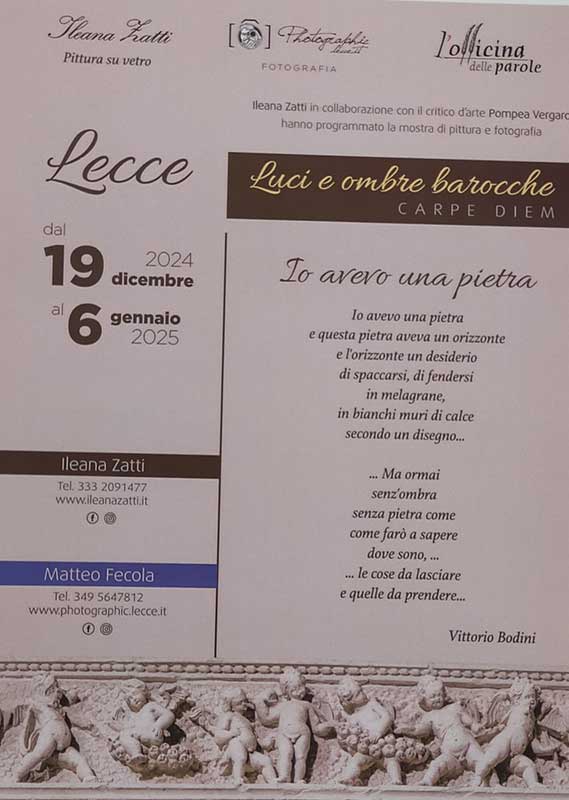 Ileana Zatti
Pittura su vetro
Photographic
lecce.it
FOTOGRAFIA
l'officina
delle parole
Ileana Zatti in collaborazione con il critico d'arte Pompea Vergaro
hanno programmato la mostra di pittura e fotografia
Lecce
Luci e ombre barocche
CARPE DIEM
dal
19 dicembre 2024
al
6 gennaio 2025
Io avevo una pietra
Io avevo una pietra
e questa pietra aveva un orizzonte
e l'orizzonte un desiderio
di spaccarsi, di fendersi
in melagrane,
in bianchi muri di calce
secondo un disegno...
... Ma ormai
senz'ombra
senza pietra come
come farò a sapere
dove sono, ...
... le cose da lasciare
e quelle da prendere...
Vittorio Bodini
Ileana Zatti
Tel. 333 2091477
www.ileanazatti.it
Matteo Fecola
Tel. 349 5647812
www.photographic.lecce.it